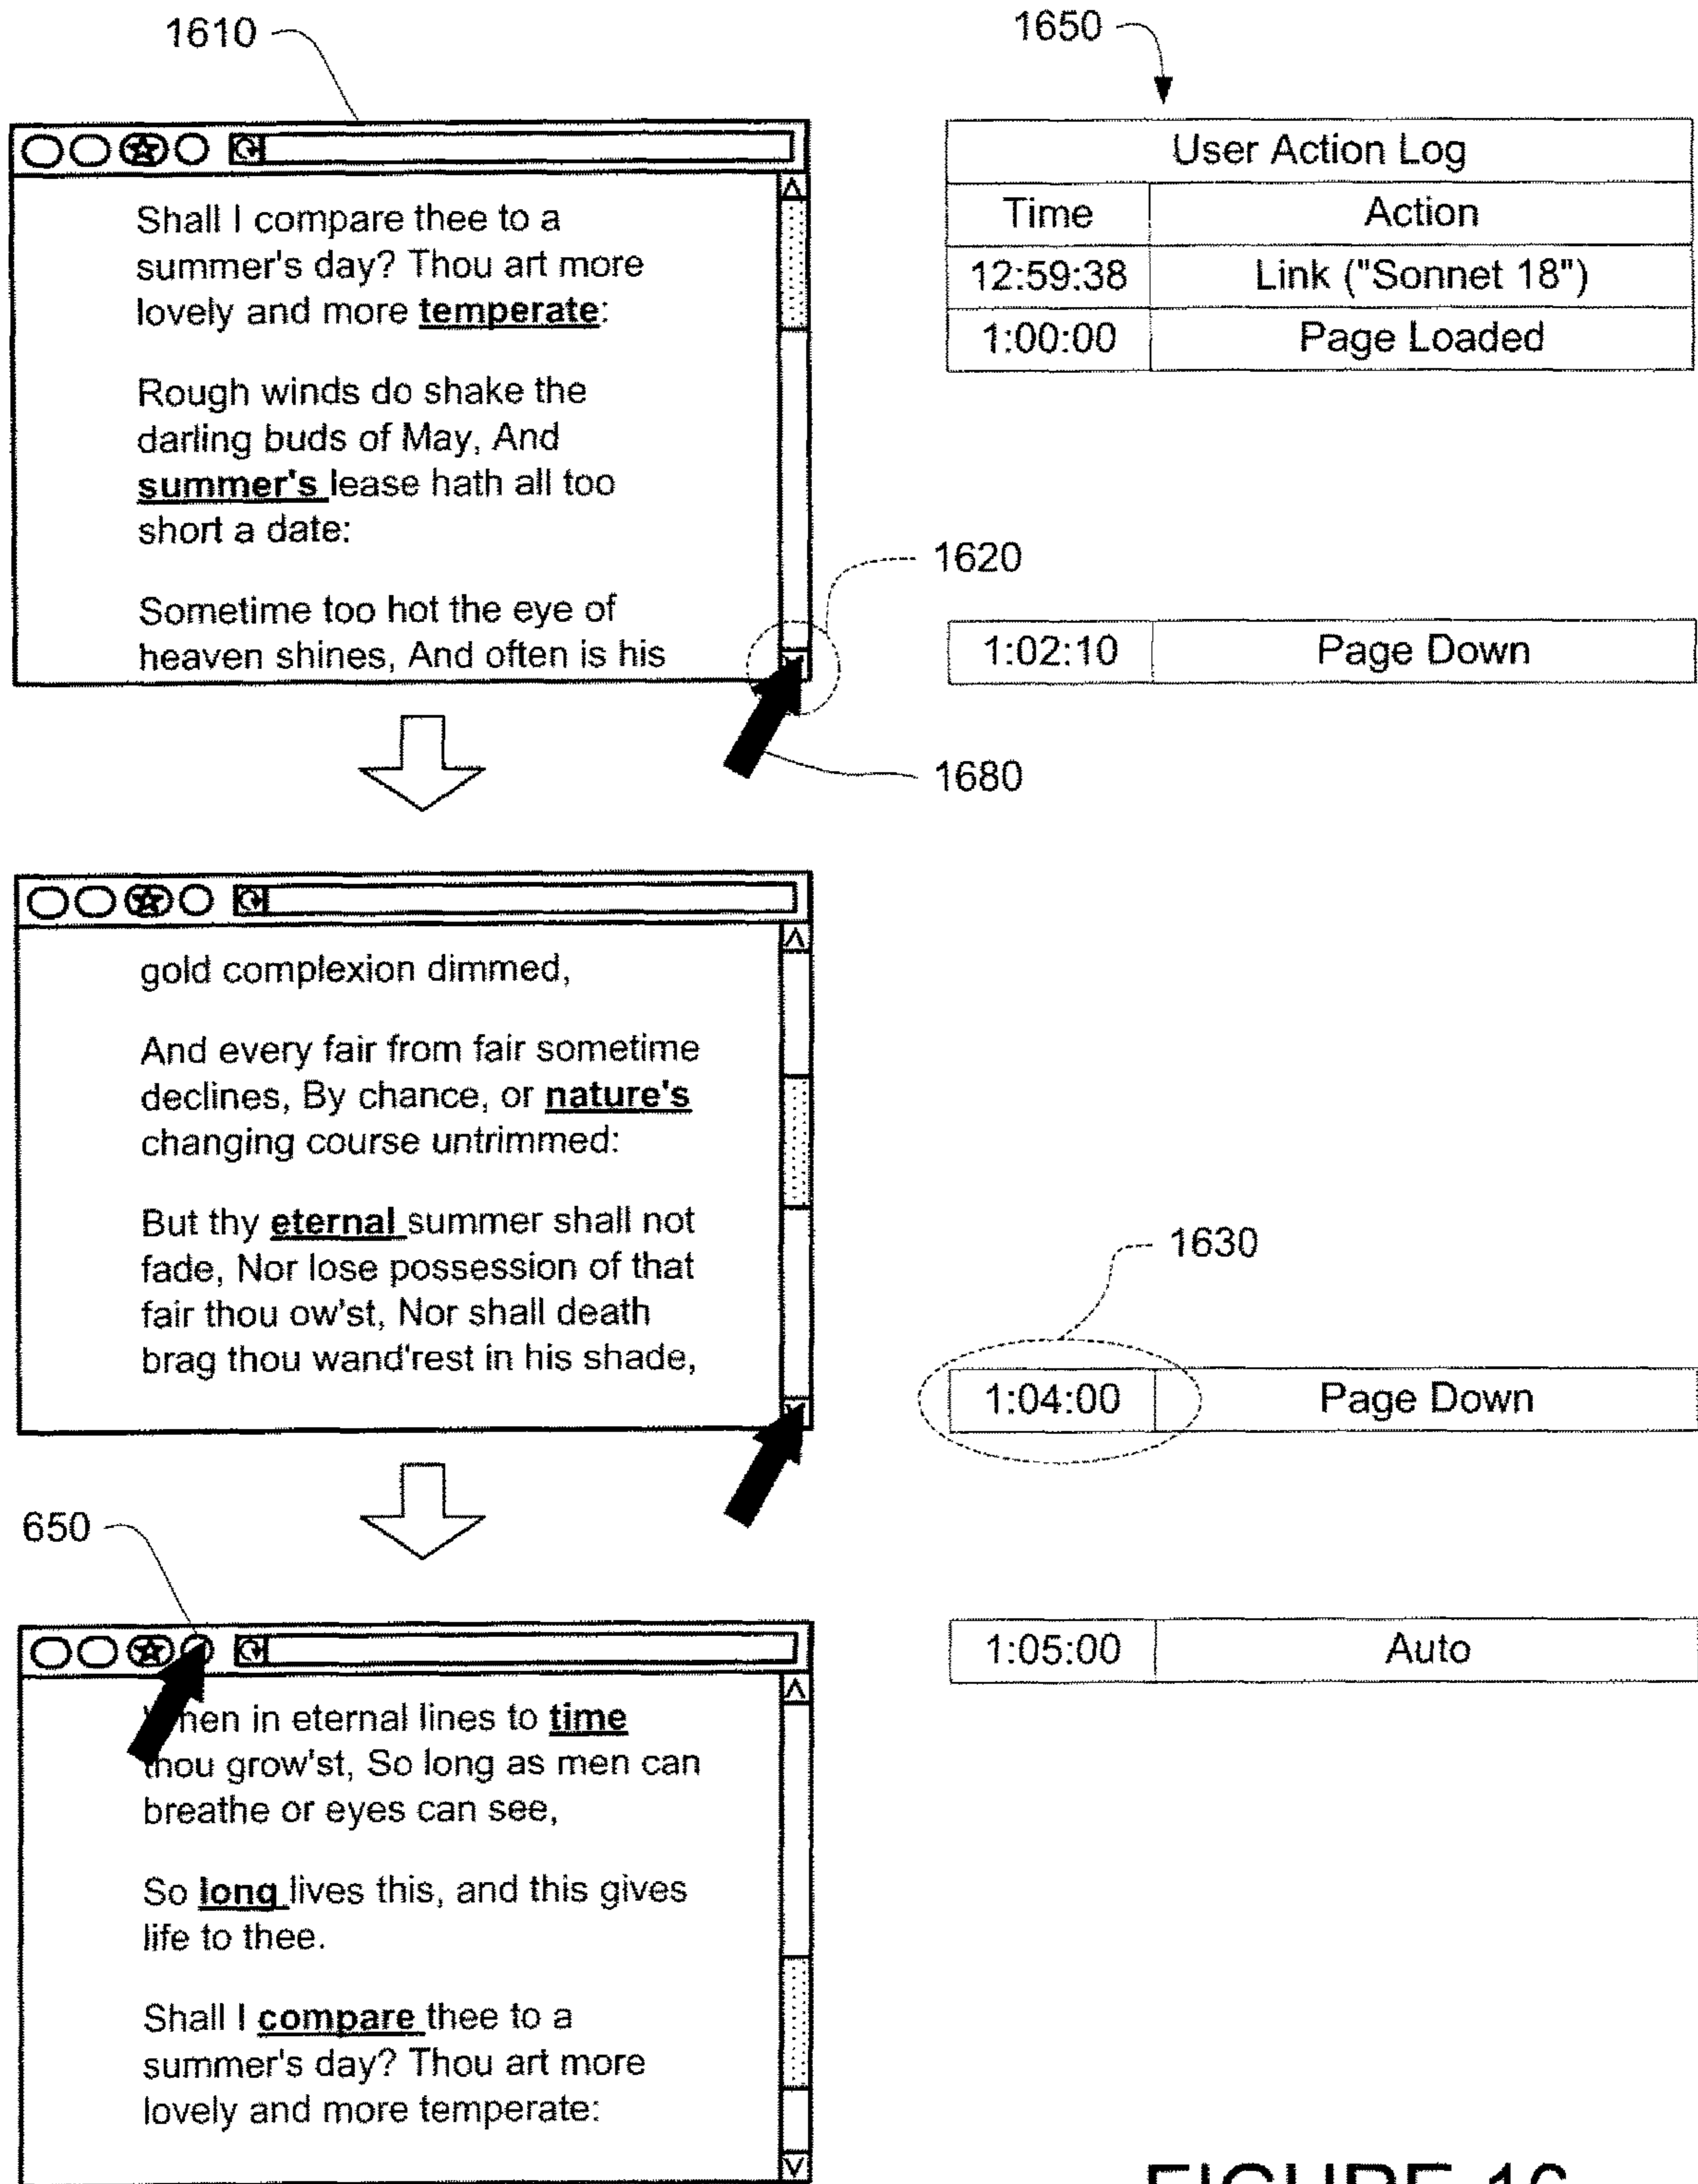 1610
1650
User Action Log
Time Action
12:59:38 Link ("Sonnet 18")
1:00:00 Page Loaded
Shall I compare thee to a
summer's day? Thou art more
lovely and more temperate:
Rough winds do shake the
darling buds of May, And
summer's lease hath all too
short a date:
Sometime too hot the eye of
heaven shines, And often is his
1620
1:02:10 Page Down
1680
gold complexion dimmed,
And every fair from fair sometime
declines, By chance, or nature's
changing course untrimmed:
But thy eternal summer shall not
fade, Nor lose possession of that
fair thou ow'st, Nor shall death
brag thou wand'rest in his shade,
1630
1:04:00 Page Down
650
1:05:00 Auto
When in eternal lines to time
thou grow'st, So long as men can
breathe or eyes can see,
So long lives this, and this gives
life to thee.
Shall I compare thee to a
summer's day? Thou art more
lovely and more temperate:
FIGURE 16